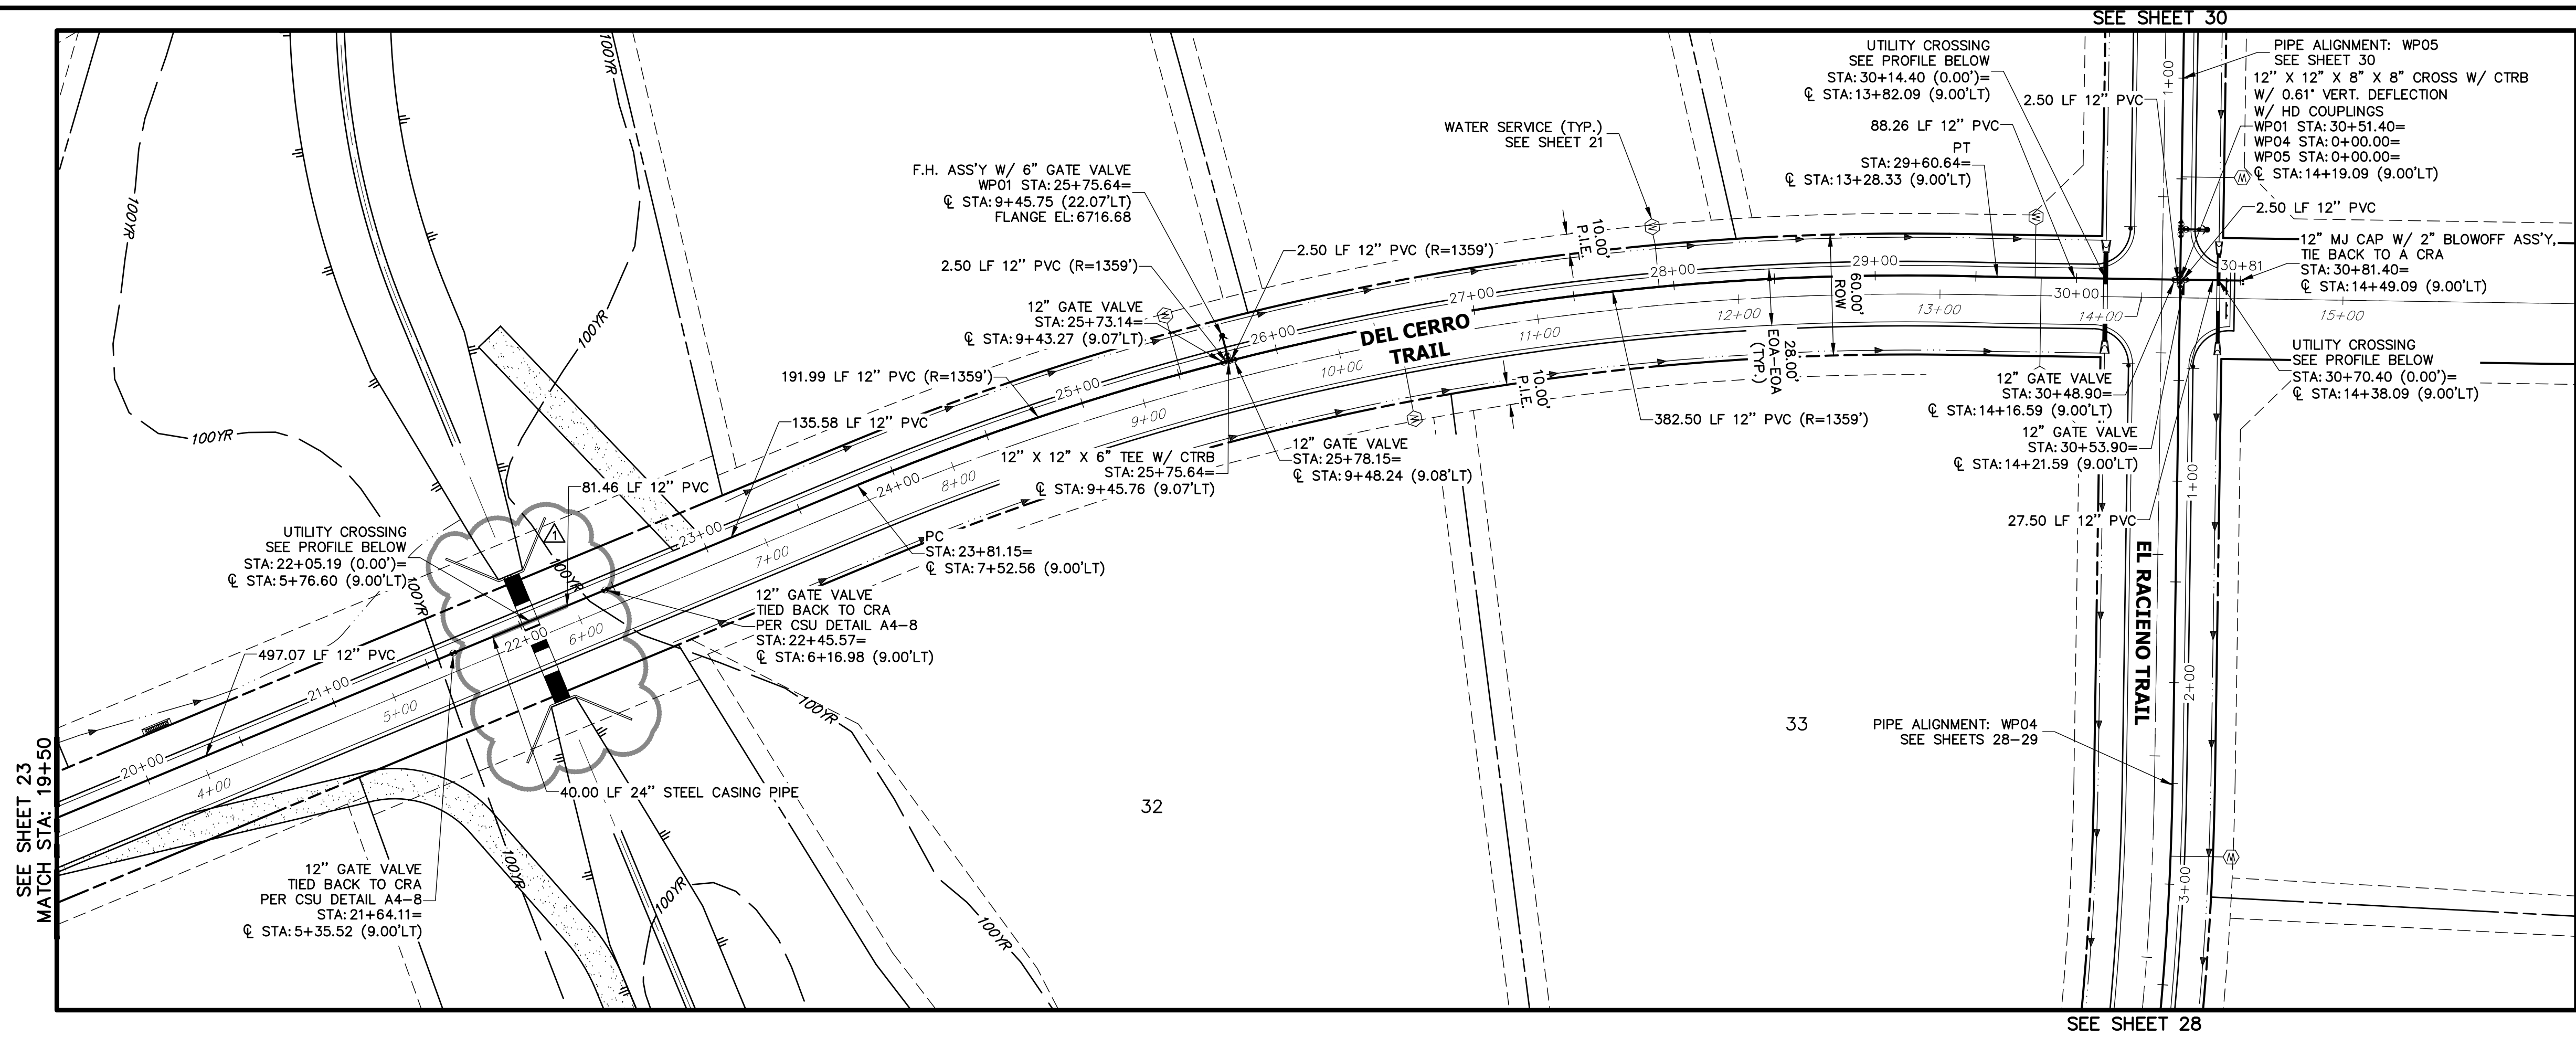 SEE SHEET 30
100YR
100YR
100YR
100YR
UTILITY CROSSING
SEE PROFILE BELOW
STA: 30+14.40 (0.00')=
℄ STA: 13+82.09 (9.00'LT)
2.50 LF 12" PVC
88.26 LF 12" PVC
PT
STA: 29+60.64=
℄ STA: 13+28.33 (9.00'LT)
1+00
PIPE ALIGNMENT: WP05
SEE SHEET 30
12" X 12" X 8" X 8" CROSS W/ CTRB
W/ 0.61° VERT. DEFLECTION
W/ HD COUPLINGS
WP01 STA: 30+51.40=
WP04 STA: 0+00.00=
WP05 STA: 0+00.00=
℄ STA: 14+19.09 (9.00'LT)
W
2.50 LF 12" PVC
12" MJ CAP W/ 2" BLOWOFF ASS'Y,
TIE BACK TO A CRA
STA: 30+81.40=
℄ STA: 14+49.09 (9.00'LT)
30+81
WATER SERVICE (TYP.)
SEE SHEET 21
W
W
F.H. ASS'Y W/ 6" GATE VALVE
WP01 STA: 25+75.64=
℄ STA: 9+45.75 (22.07'LT)
FLANGE EL: 6716.68
2.50 LF 12" PVC (R=1359')
2.50 LF 12" PVC (R=1359')
10.00'
P.I.E.
12" GATE VALVE
STA: 25+73.14=
℄ STA: 9+43.27 (9.07'LT)
W
191.99 LF 12" PVC (R=1359')
135.58 LF 12" PVC
81.46 LF 12" PVC
20+00
21+00
22+00
23+00
24+00
25+00
26+00
27+00
28+00
29+00
30+00
4+00
5+00
6+00
7+00
8+00
9+00
10+00
11+00
12+00
13+00
14+00
15+00
DEL CERRO
TRAIL
60.00'
ROW
28.00'
EOA-EOA
(TYP.)
10.00'
P.I.E.
W
382.50 LF 12" PVC (R=1359')
12" X 12" X 6" TEE W/ CTRB
STA: 25+75.64=
℄ STA: 9+45.76 (9.07'LT)
12" GATE VALVE
STA: 25+78.15=
℄ STA: 9+48.24 (9.08'LT)
12" GATE VALVE
STA: 30+48.90=
℄ STA: 14+16.59 (9.00'LT)
12" GATE VALVE
STA: 30+53.90=
℄ STA: 14+21.59 (9.00'LT)
UTILITY CROSSING
SEE PROFILE BELOW
STA: 30+70.40 (0.00')=
℄ STA: 14+38.09 (9.00'LT)
27.50 LF 12" PVC
UTILITY CROSSING
SEE PROFILE BELOW
STA: 22+05.19 (0.00')=
℄ STA: 5+76.60 (9.00'LT)
1
100YR
100YR
PC
STA: 23+81.15=
℄ STA: 7+52.56 (9.00'LT)
12" GATE VALVE
TIED BACK TO CRA
PER CSU DETAIL A4-8
STA: 22+45.57=
℄ STA: 6+16.98 (9.00'LT)
497.07 LF 12" PVC
40.00 LF 24" STEEL CASING PIPE
100YR
EL RACIENO TRAIL
1+00
2+00
3+00
W
PIPE ALIGNMENT: WP04
SEE SHEETS 28-29
33
32
SEE SHEET 23
MATCH STA: 19+50
12" GATE VALVE
TIED BACK TO CRA
PER CSU DETAIL A4-8
STA: 21+64.11=
℄ STA: 5+35.52 (9.00'LT)
100YR
100YR
100YR
SEE SHEET 28